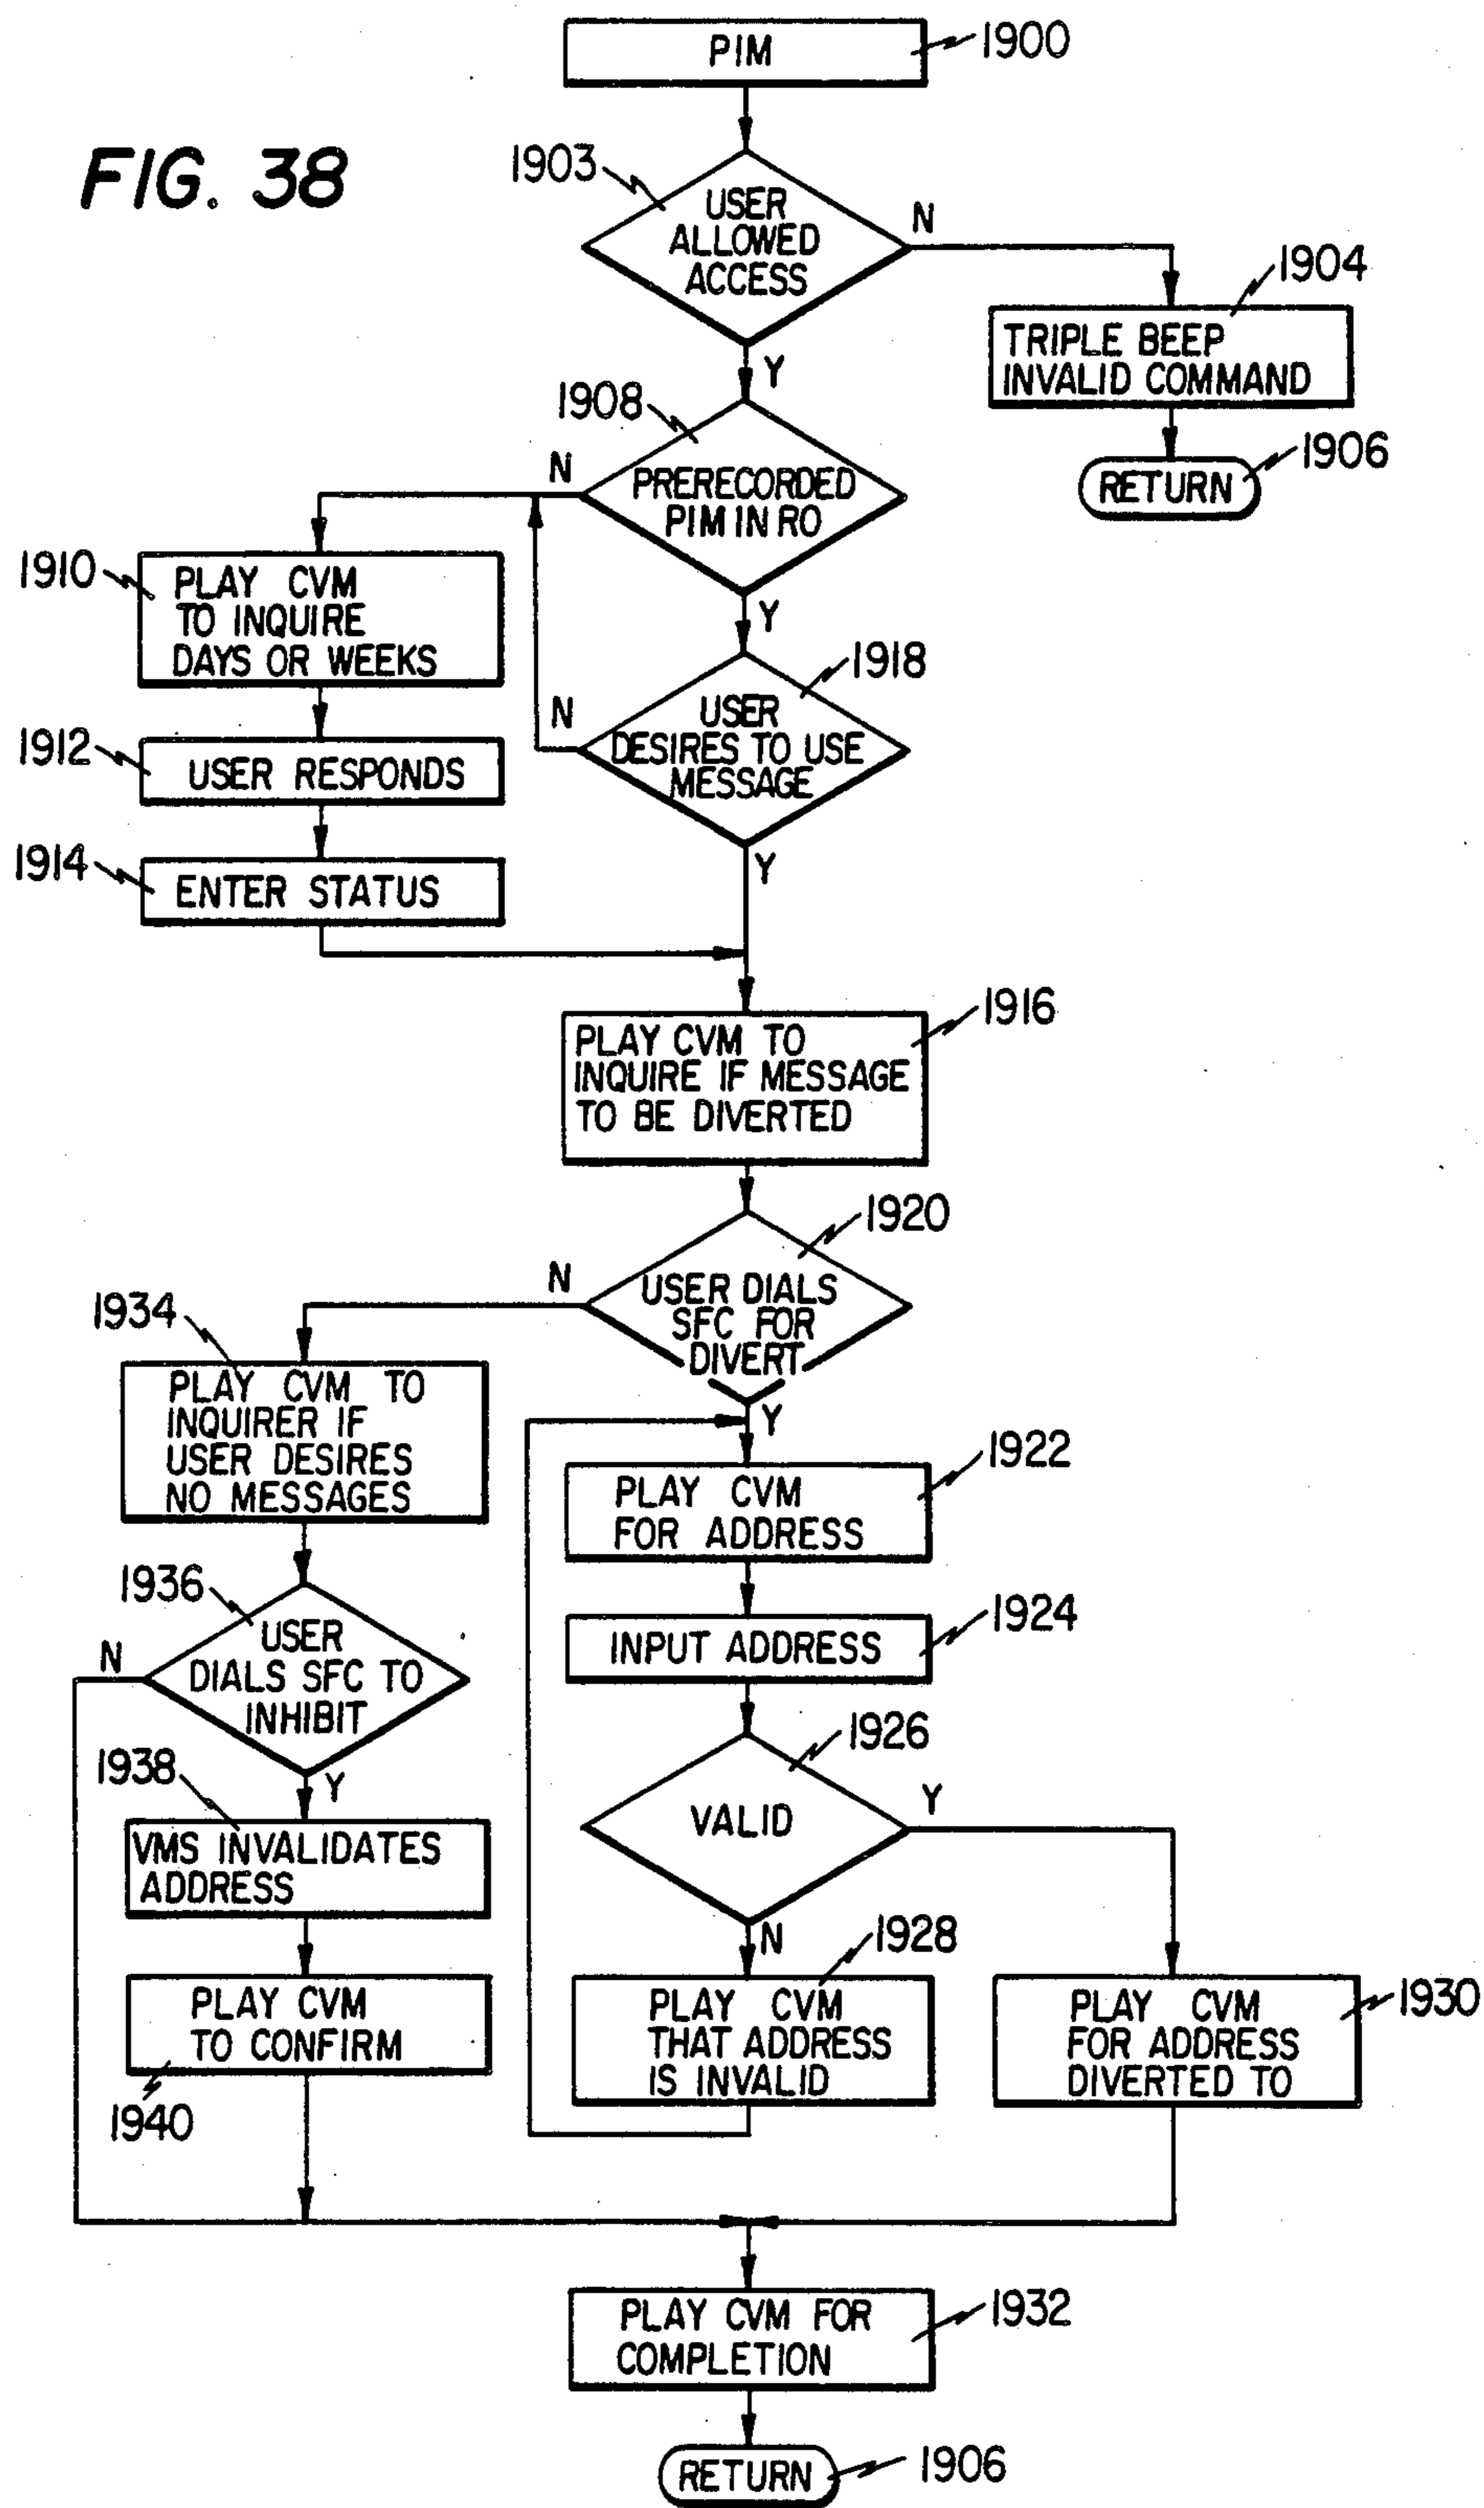 PIM
1900
FIG. 38
1903
USER
ALLOWED
ACCESS
N
Y
1904
TRIPLE BEEP
INVALID COMMAND
RETURN
1906
1908
N
PRERECORDED
PIM IN RO
Y
1910
PLAY CVM
TO INQUIRE
DAYS OR WEEKS
1918
N
USER
DESIRES TO USE
MESSAGE
Y
1912
USER RESPONDS
1914
ENTER STATUS
1916
PLAY CVM TO
INQUIRE IF MESSAGE
TO BE DIVERTED
1920
N
USER DIALS
SFC FOR
DIVERT
Y
1934
PLAY CVM TO
INQUIRER IF
USER DESIRES
NO MESSAGES
1922
PLAY CVM
FOR ADDRESS
1936
N
USER
DIALS SFC TO
INHIBIT
Y
1924
INPUT ADDRESS
1926
VALID
Y
N
1938
VMS INVALIDATES
ADDRESS
1928
PLAY CVM
THAT ADDRESS
IS INVALID
1930
PLAY CVM
FOR ADDRESS
DIVERTED TO
PLAY CVM
TO CONFIRM
1940
PLAY CVM FOR
COMPLETION
1932
RETURN
1906